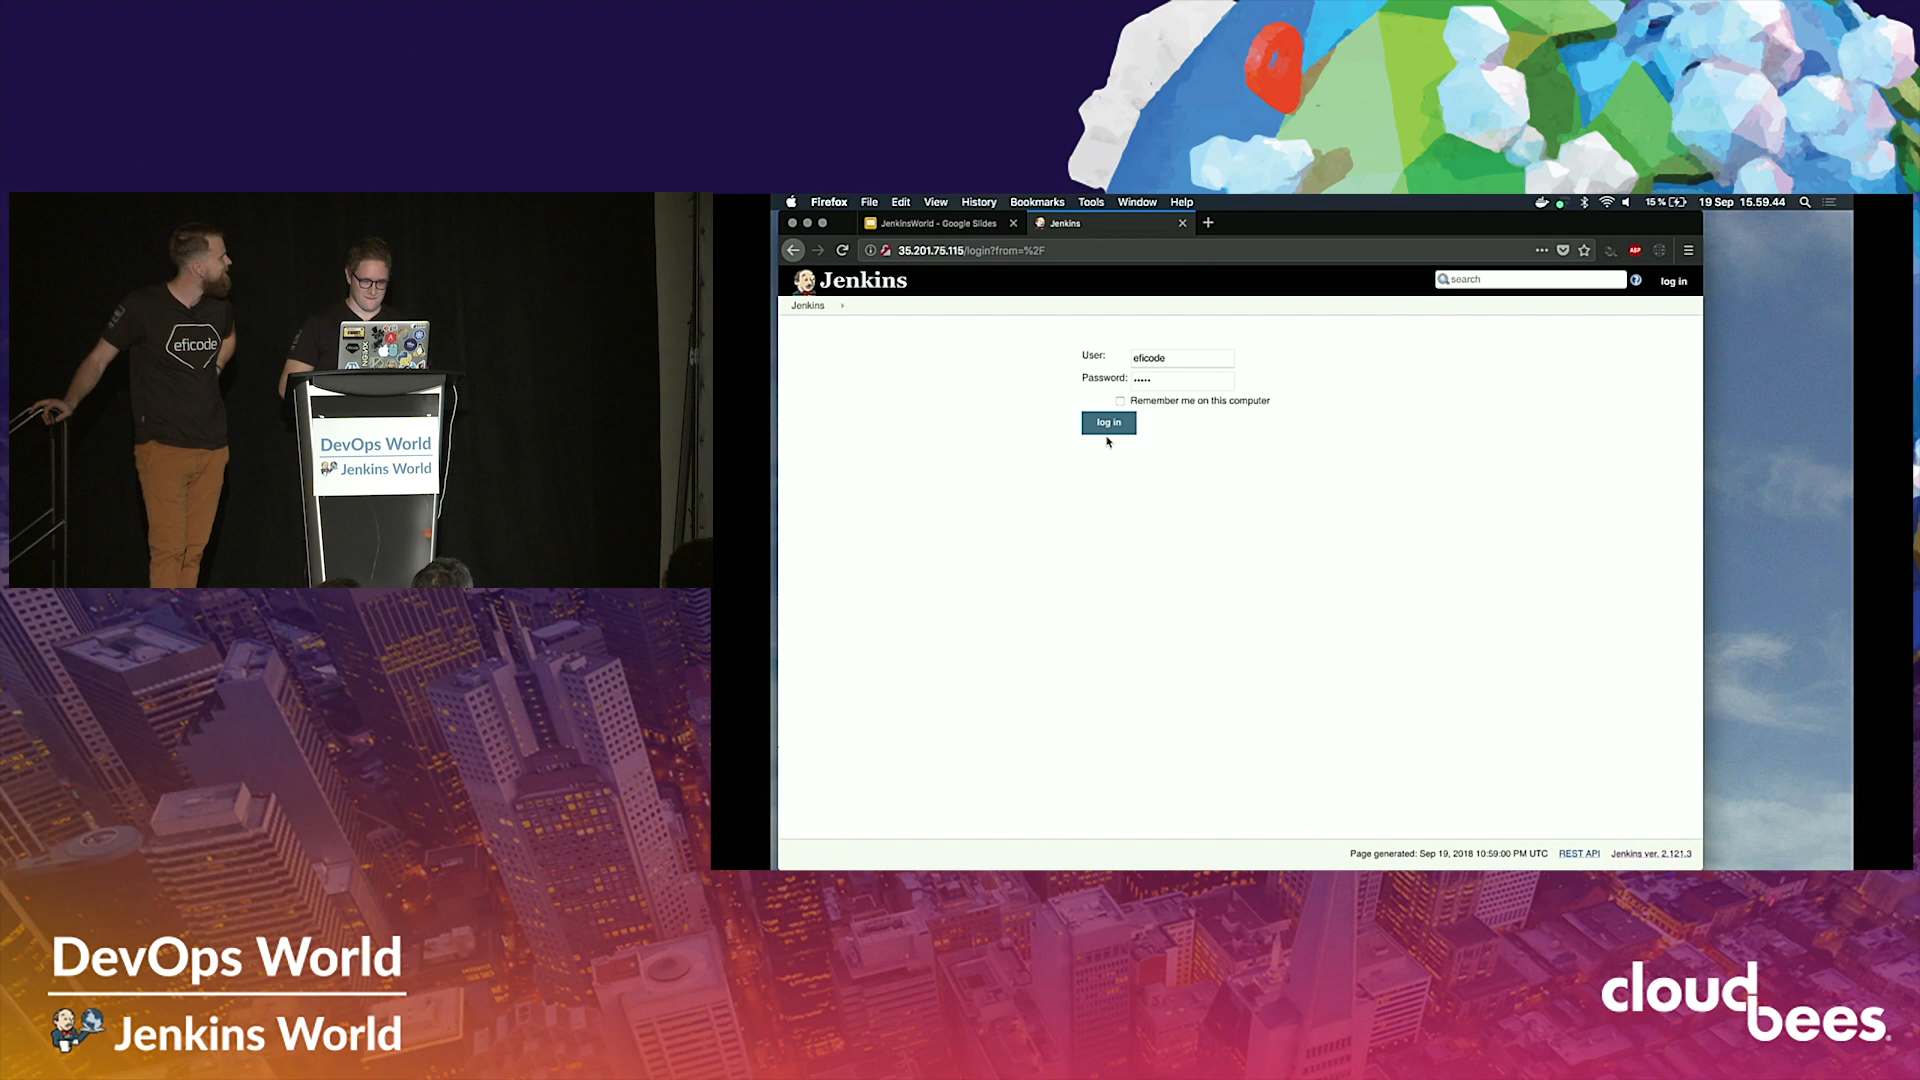 Firefox File Edit View History Bookmarks Tools Window Help
15 % 19 Sep 15.59.44
JenkinsWorld - Google Slides
Jenkins
35.201.75.115/login?from=%2F
ABP
Jenkins
search
log in
Jenkins
User: eficode
Password: •••••
Remember me on this computer
log in
Page generated: Sep 19, 2018 10:59:00 PM UTC REST API Jenkins ver. 2.121.3
eficode
NGINX
DevOps World
Jenkins World
DevOps World
Jenkins World
cloudbees